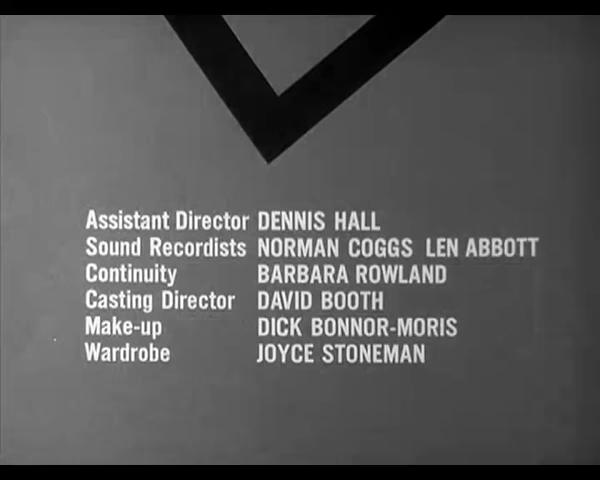 Assistant Director DENNIS HALL
Sound Recordists NORMAN COGGS LEN ABBOTT
Continuity BARBARA ROWLAND
Casting Director DAVID BOOTH
Make-up DICK BONNOR-MORIS
Wardrobe JOYCE STONEMAN